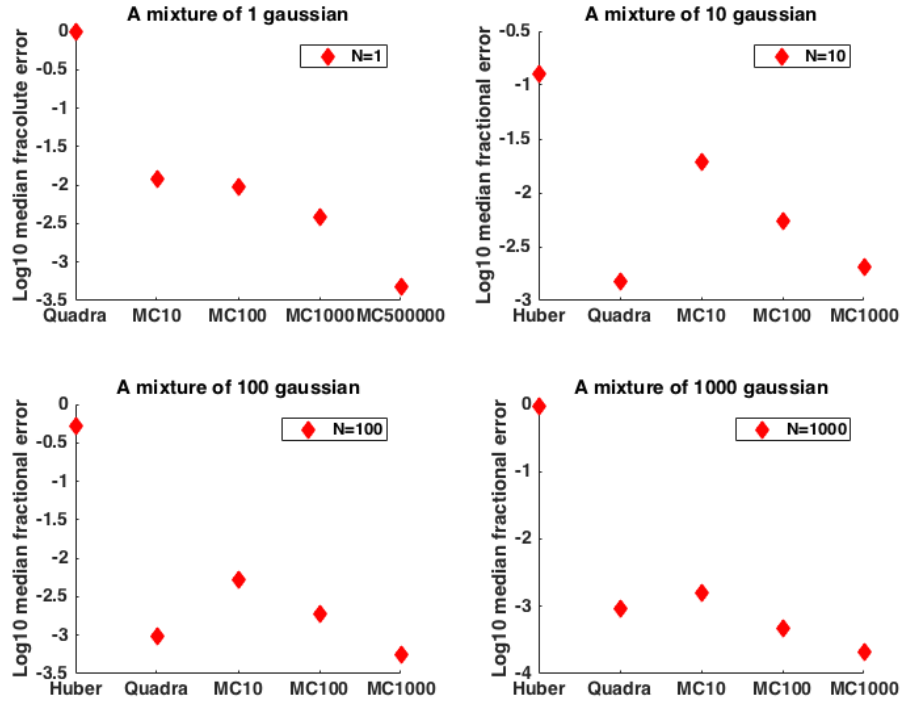 A mixture of 1 gaussian
Log10 median fracolute error
0
-0.5
-1
-1.5
-2
-2.5
-3
-3.5
N=1
Quadra MC10 MC100 MC1000 MC500000
A mixture of 10 gaussian
Log10 median fractional error
-0.5
-1
-1.5
-2
-2.5
-3
N=10
Huber Quadra MC10 MC100 MC1000
A mixture of 100 gaussian
Log10 median fractional error
0
-0.5
-1
-1.5
-2
-2.5
-3
-3.5
N=100
Huber Quadra MC10 MC100 MC1000
A mixture of 1000 gaussian
Log10 median fractional error
0
-1
-2
-3
-4
N=1000
Huber Quadra MC10 MC100 MC1000